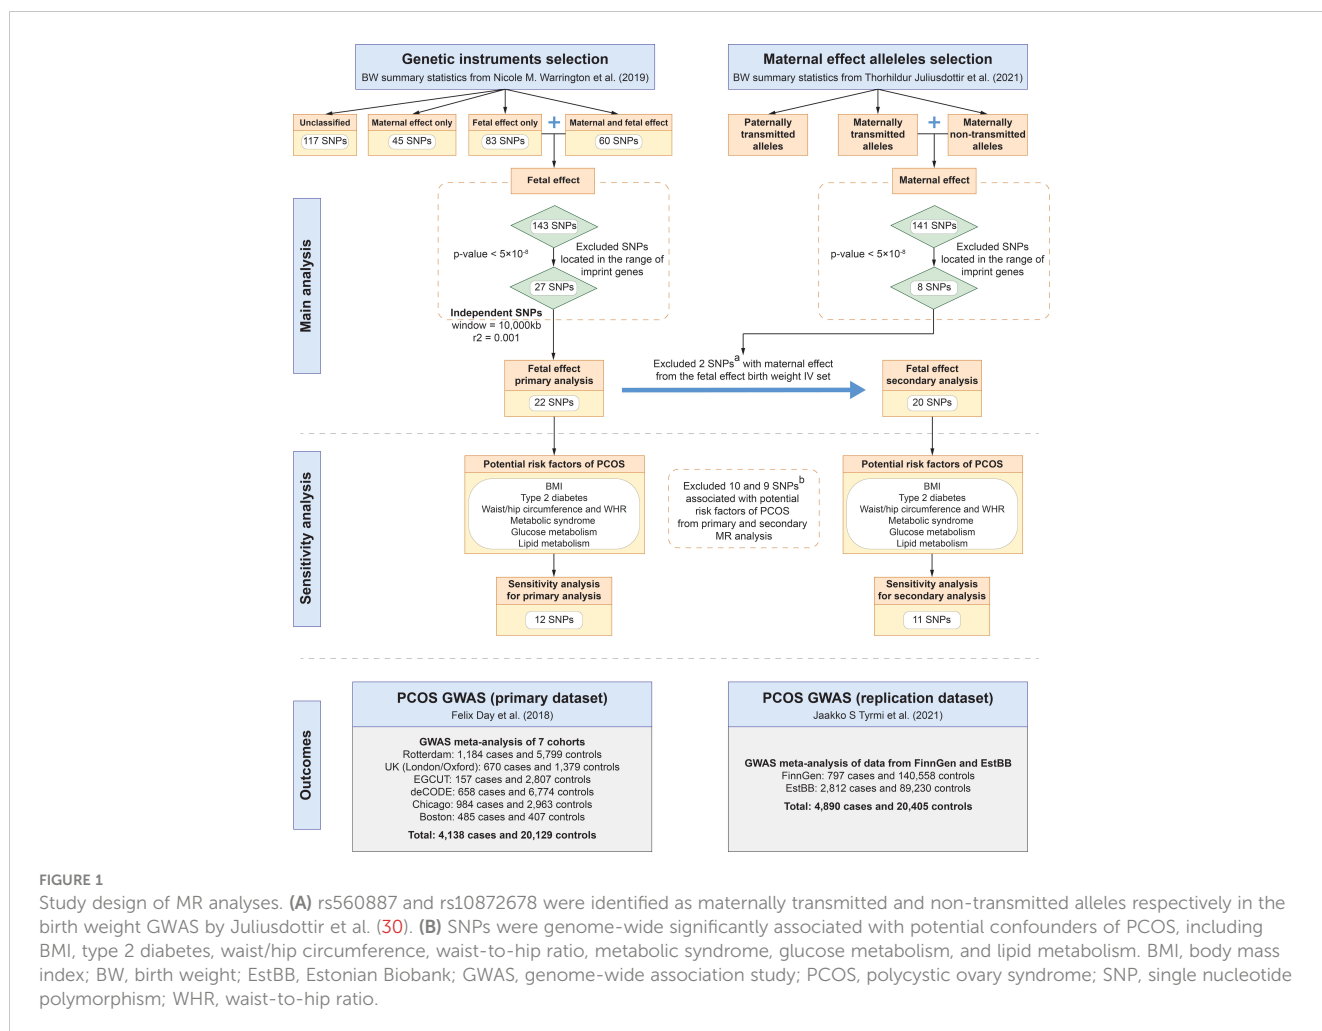 Genetic instruments selection
BW summary statistics from Nicole M. Warrington et al. (2019)
Maternal effect alleles selection
BW summary statistics from Thorhildur Juliusdottir et al. (2021)
Unclassified
117 SNPs
Maternal effect only
45 SNPs
Fetal effect only
83 SNPs
+
Maternal and fetal effect
60 SNPs
Paternally
transmitted
alleles
Maternally
transmitted
alleles
+
Maternally
non-transmitted
alleles
Main analysis
Fetal effect
143 SNPs
p-value < 5×10-8
Excluded SNPs
located in the range of
imprint genes
27 SNPs
Independent SNPs
window = 10,000kb
r2 = 0.001
Maternal effect
141 SNPs
p-value < 5×10-8
Excluded SNPs
located in the range of
imprint genes
8 SNPs
Fetal effect
primary analysis
22 SNPs
Excluded 2 SNPsa with maternal effect
from the fetal effect birth weight IV set
Fetal effect
secondary analysis
20 SNPs
Sensitivity analysis
Potential risk factors of PCOS
BMI
Type 2 diabetes
Waist/hip circumference and WHR
Metabolic syndrome
Glucose metabolism
Lipid metabolism
Excluded 10 and 9 SNPsb
associated with potential
risk factors of PCOS
from primary and secondary
MR analysis
Potential risk factors of PCOS
BMI
Type 2 diabetes
Waist/hip circumference and WHR
Metabolic syndrome
Glucose metabolism
Lipid metabolism
Sensitivity analysis
for primary analysis
12 SNPs
Sensitivity analysis
for secondary analysis
11 SNPs
Outcomes
PCOS GWAS (primary dataset)
Felix Day et al. (2018)
GWAS meta-analysis of 7 cohorts
Rotterdam: 1,184 cases and 5,799 controls
UK (London/Oxford): 670 cases and 1,379 controls
EGCUT: 157 cases and 2,807 controls
deCODE: 658 cases and 6,774 controls
Chicago: 984 cases and 2,963 controls
Boston: 485 cases and 407 controls
Total: 4,138 cases and 20,129 controls
PCOS GWAS (replication dataset)
Jaakko S Tyrmi et al. (2021)
GWAS meta-analysis of data from FinnGen and EstBB
FinnGen: 797 cases and 140,558 controls
EstBB: 2,812 cases and 89,230 controls
Total: 4,890 cases and 20,405 controls
FIGURE 1
Study design of MR analyses. (A) rs560887 and rs10872678 were identified as maternally transmitted and non-transmitted alleles respectively in the
birth weight GWAS by Juliusdottir et al. (30). (B) SNPs were genome-wide significantly associated with potential confounders of PCOS, including
BMI, type 2 diabetes, waist/hip circumference, waist-to-hip ratio, metabolic syndrome, glucose metabolism, and lipid metabolism. BMI, body mass
index; BW, birth weight; EstBB, Estonian Biobank; GWAS, genome-wide association study; PCOS, polycystic ovary syndrome; SNP, single nucleotide
polymorphism; WHR, waist-to-hip ratio.